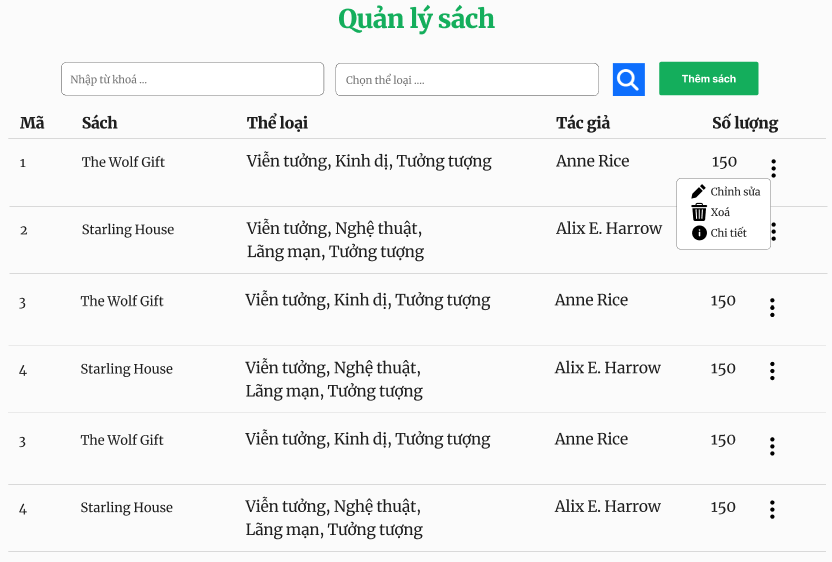 Quản lý sách
Nhập từ khoá ...
Chọn thể loại ....
Thêm sách
Mã Sách Thể loại Tác giả Số lượng
1 The Wolf Gift Viễn tưởng, Kinh dị, Tưởng tượng Anne Rice 150
Chỉnh sửa
Xoá
Chi tiết
2 Starling House Viễn tưởng, Nghệ thuật, Alix E. Harrow
Lãng mạn, Tưởng tượng
3 The Wolf Gift Viễn tưởng, Kinh dị, Tưởng tượng Anne Rice 150
4 Starling House Viễn tưởng, Nghệ thuật, Alix E. Harrow 150
Lãng mạn, Tưởng tượng
3 The Wolf Gift Viễn tưởng, Kinh dị, Tưởng tượng Anne Rice 150
4 Starling House Viễn tưởng, Nghệ thuật, Alix E. Harrow 150
Lãng mạn, Tưởng tượng